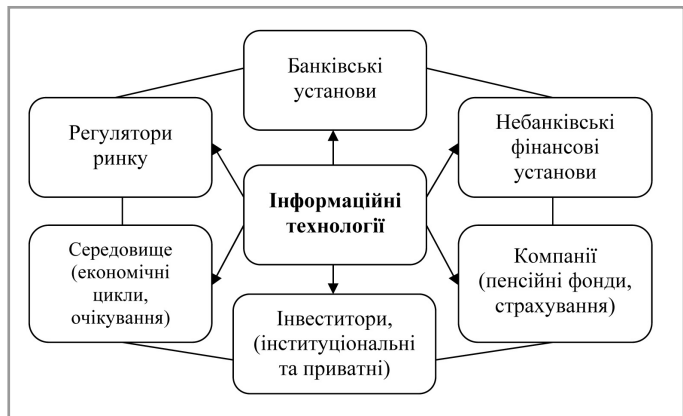 Банківські
установи
Регулятори
ринку
Небанківські
фінансові
установи
Інформаційні
технології
Середовище
(економічні
цикли,
очікування)
Компанії
(пенсійні фонди,
страхування)
Інвеститори,
(інституціональні
та приватні)